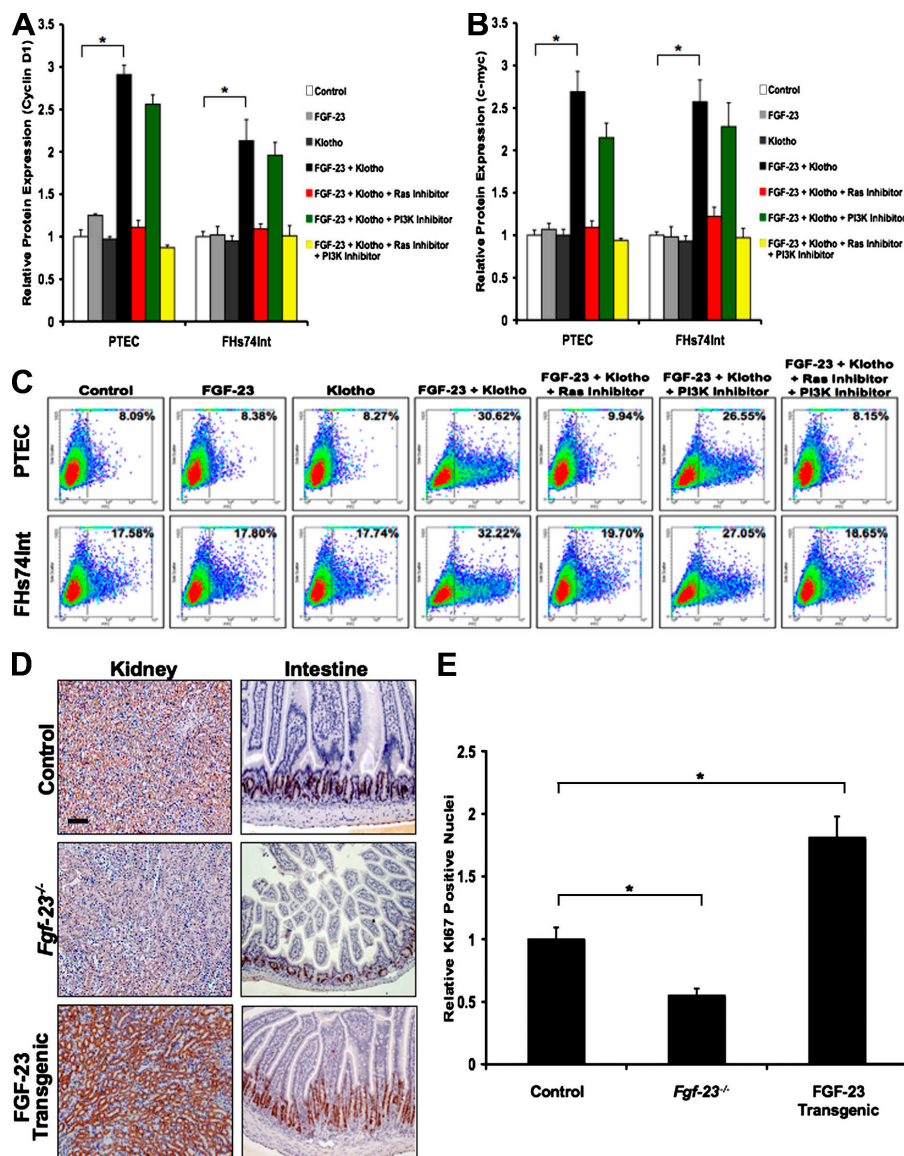 A
Relative Protein Expression (Cyclin D1)
3.5
3
2.5
2
1.5
1
0.5
0
*
*
PTEC
FHs74Int
Control
FGF-23
Klotho
FGF-23 + Klotho
FGF-23 + Klotho + Ras Inhibitor
FGF-23 + Klotho + PI3K Inhibitor
FGF-23 + Klotho + Ras Inhibitor
+ PI3K Inhibitor
B
Relative Protein Expression (c-myc)
3.5
3
2.5
2
1.5
1
0.5
0
*
*
PTEC
FHs74Int
Control
FGF-23
Klotho
FGF-23 + Klotho
FGF-23 + Klotho + Ras Inhibitor
FGF-23 + Klotho + PI3K Inhibitor
FGF-23 + Klotho + Ras Inhibitor
+ PI3K Inhibitor
C
Control
FGF-23
Klotho
FGF-23 + Klotho
FGF-23 + Klotho
+ Ras Inhibitor
FGF-23 + Klotho
+ PI3K Inhibitor
FGF-23 + Klotho
+ Ras Inhibitor
+ PI3K Inhibitor
PTEC
8.09%
8.38%
8.27%
30.62%
9.94%
26.55%
8.15%
FHs74Int
17.58%
17.80%
17.74%
32.22%
19.70%
27.05%
18.65%
D
Kidney
Intestine
Control
Fgf-23-/-
FGF-23
Transgenic
E
Relative KI67 Positive Nuclei
2.5
2
1.5
1
0.5
0
*
*
Control
Fgf-23-/-
FGF-23
Transgenic